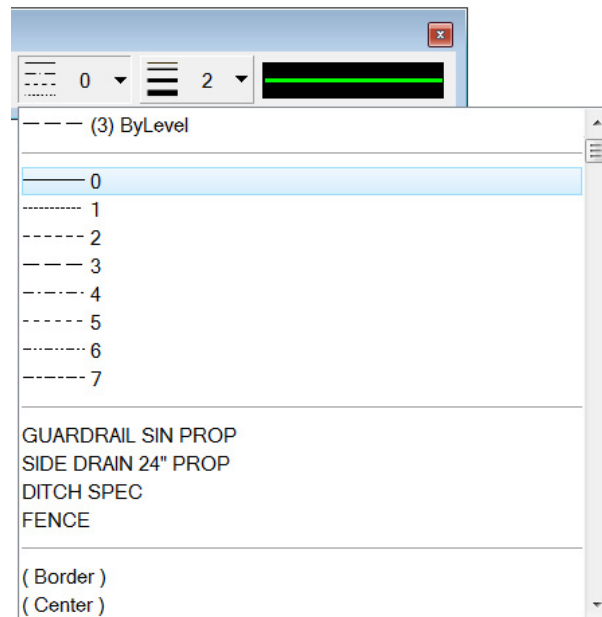 0 2
(3) ByLevel
0
1
2
3
4
5
6
7
GUARDRAIL SIN PROP
SIDE DRAIN 24" PROP
DITCH SPEC
FENCE
( Border )
( Center )